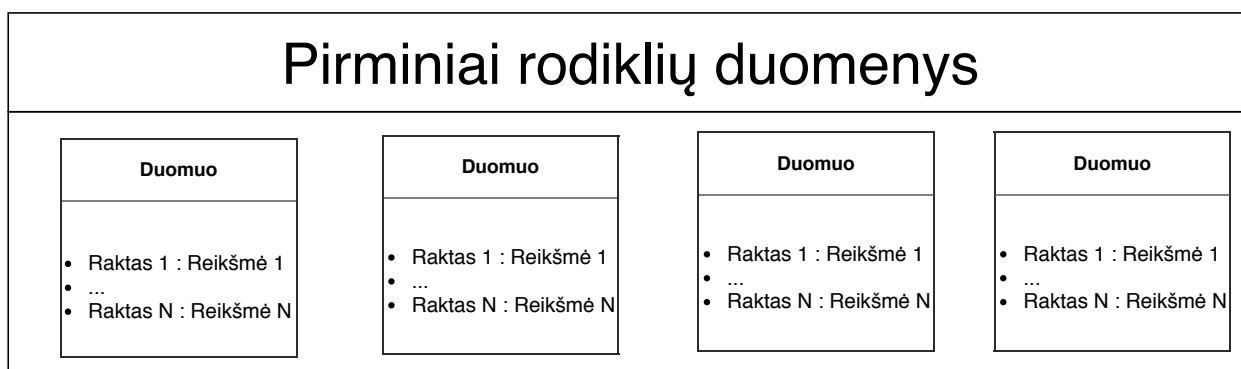 Pirminiai rodiklių duomenys
Duomuo
• Raktas 1 : Reikšmė 1
• ...
• Raktas N : Reikšmė N
Duomuo
• Raktas 1 : Reikšmė 1
• ...
• Raktas N : Reikšmė N
Duomuo
• Raktas 1 : Reikšmė 1
• ...
• Raktas N : Reikšmė N
Duomuo
• Raktas 1 : Reikšmė 1
• ...
• Raktas N : Reikšmė N